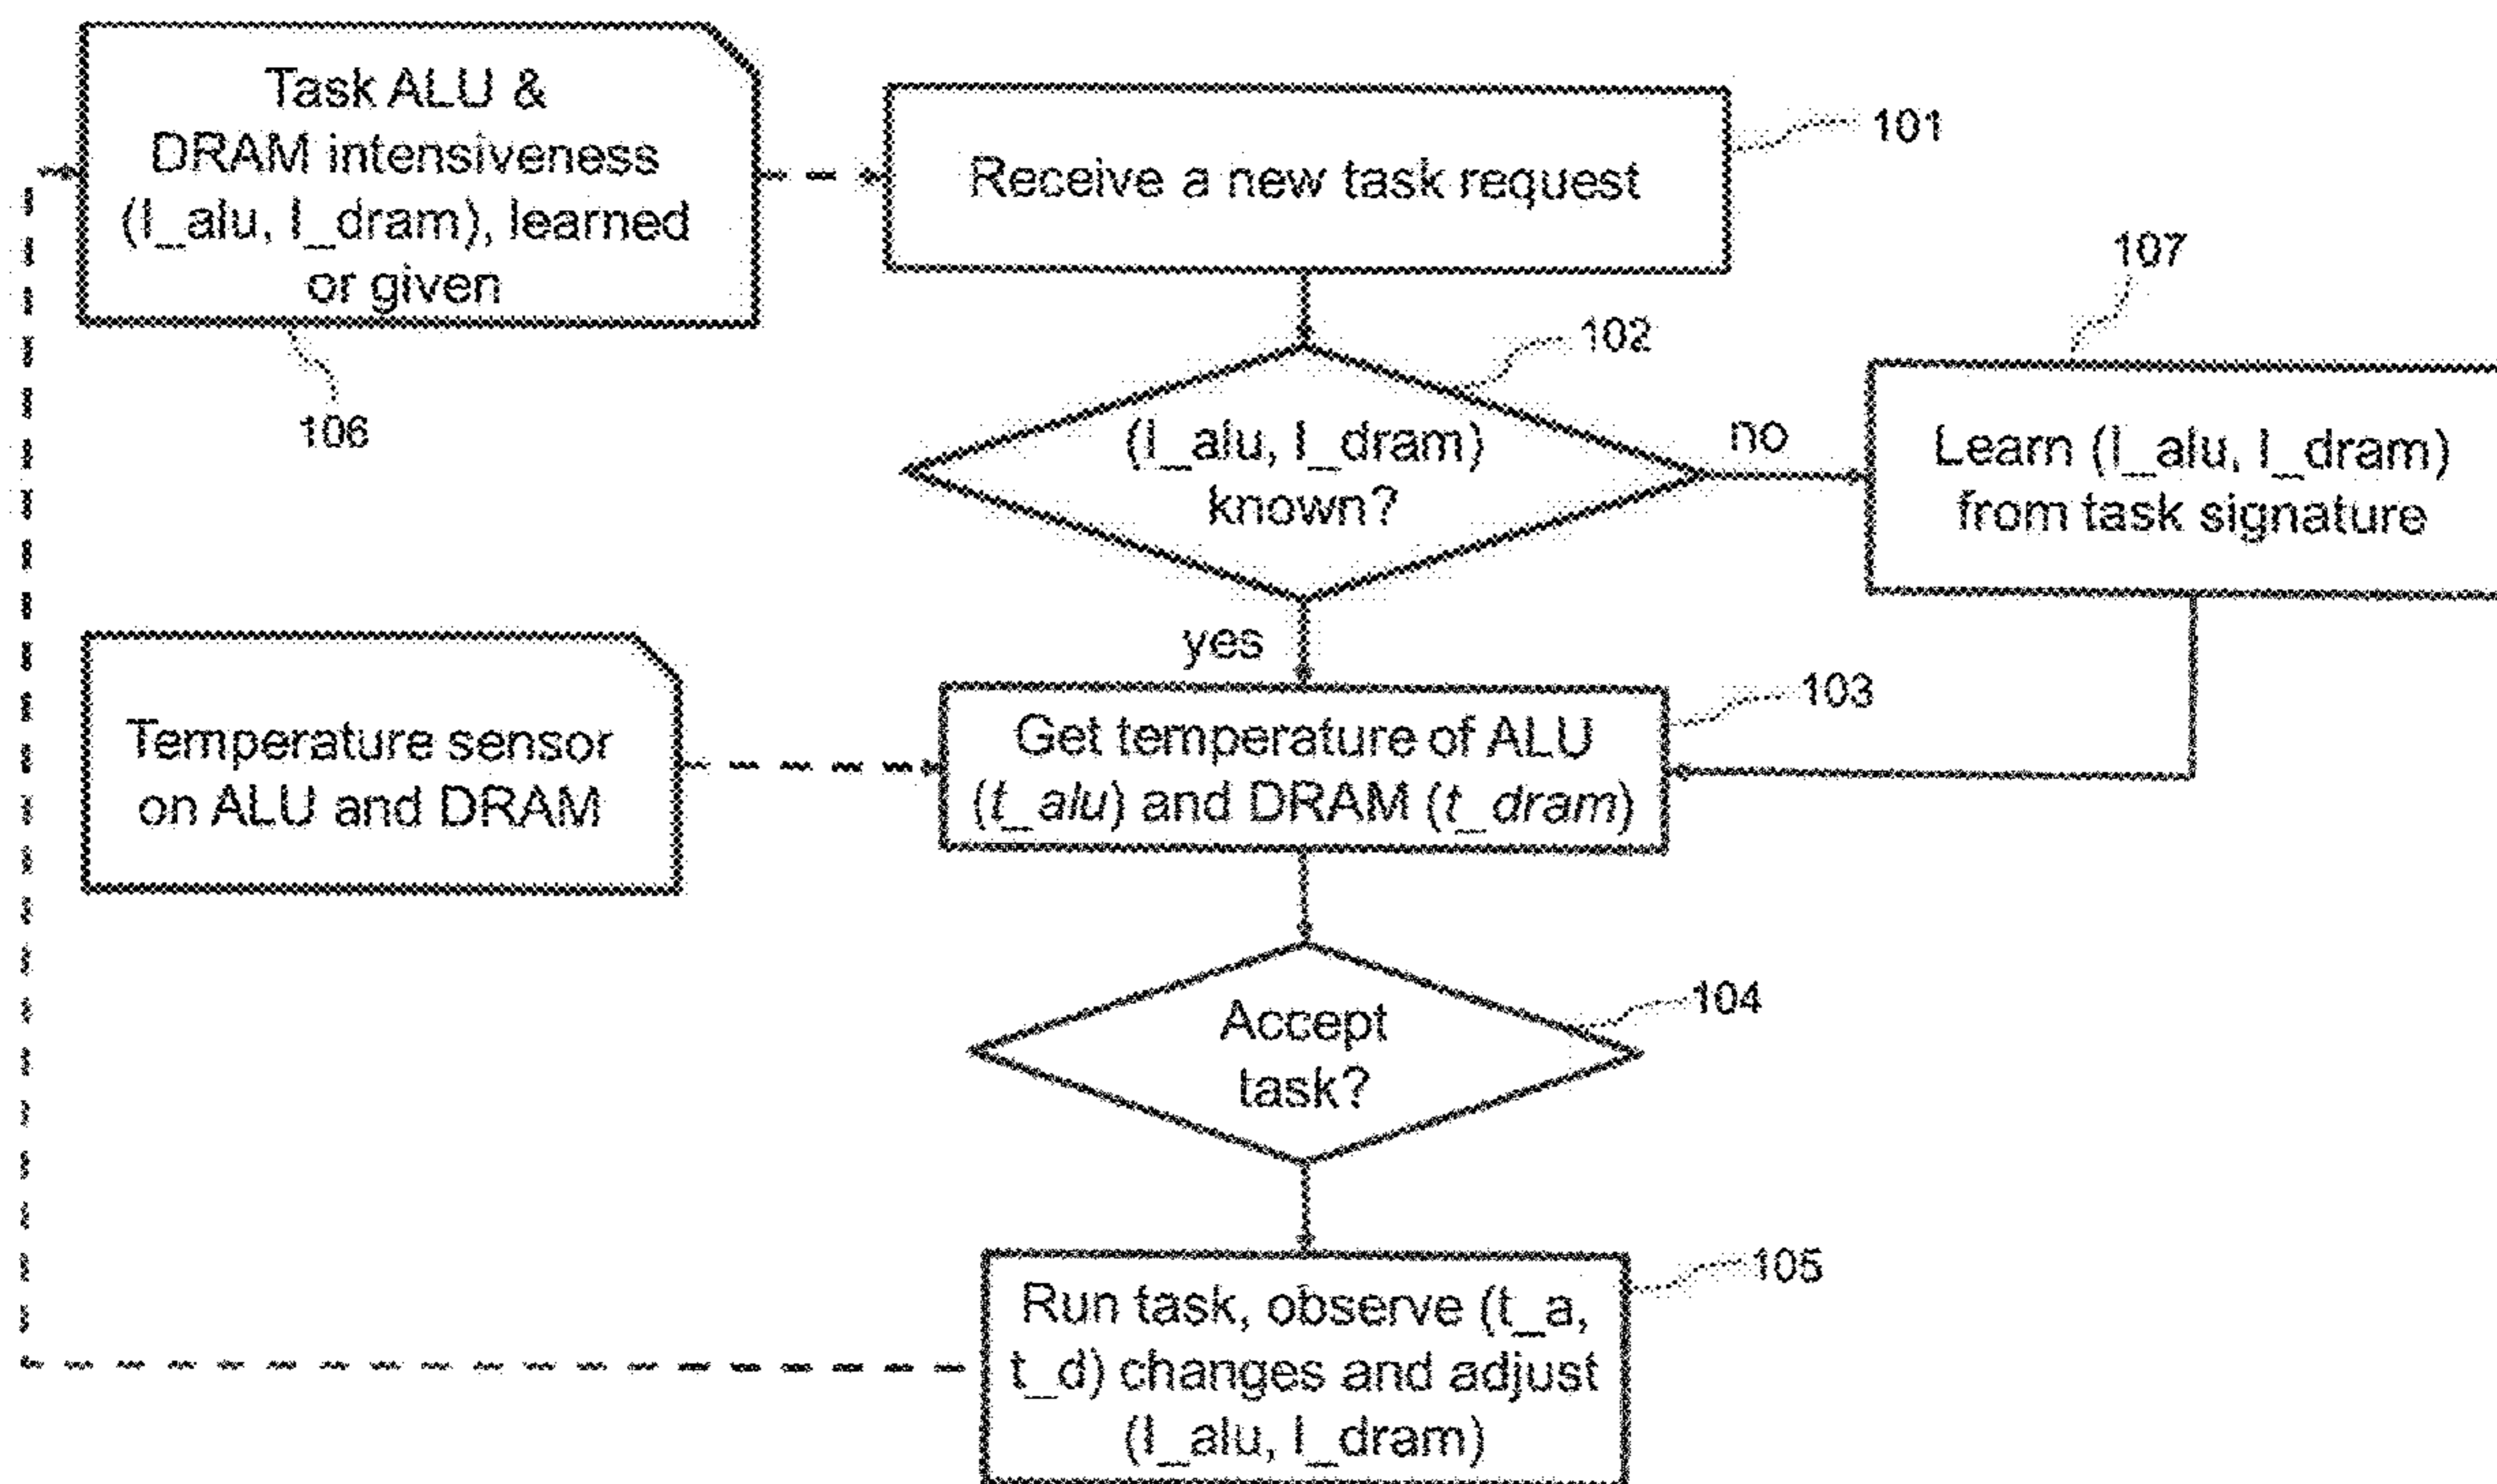 Task ALU &
DRAM intensiveness
(I_alu, I_dram), learned
or given
106
Receive a new task request
101
102
(I_alu, I_dram)
known?
no
107
Learn (I_alu, I_dram)
from task signature
yes
Temperature sensor
on ALU and DRAM
103
Get temperature of ALU
(t_alu) and DRAM (t_dram)
104
Accept
task?
105
Run task, observe (t_a,
t_d) changes and adjust
(I_alu, I_dram)